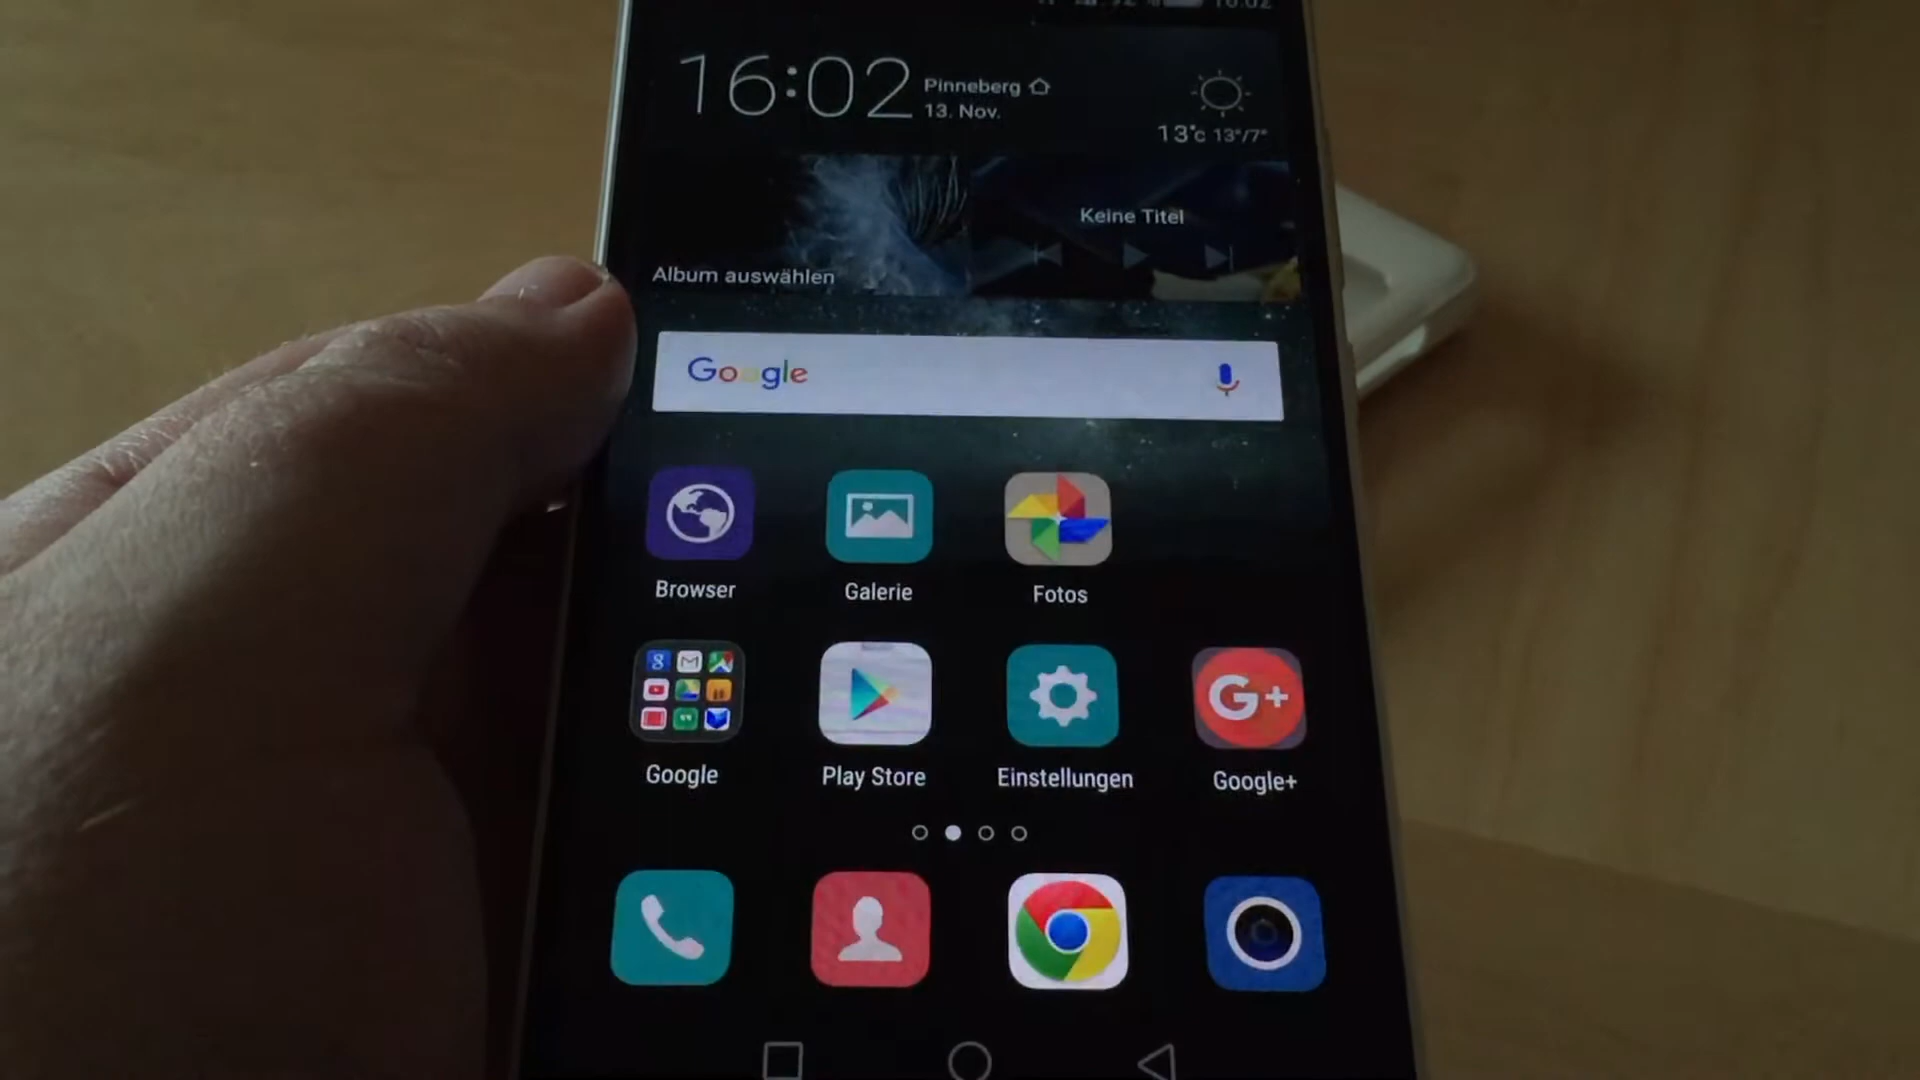 16:02
Pinneberg
13. Nov.
13°c 13°/7°
Keine Titel
Album auswählen
Google
Browser
Galerie
Fotos
G+
Google
Play Store
Einstellungen
Google+